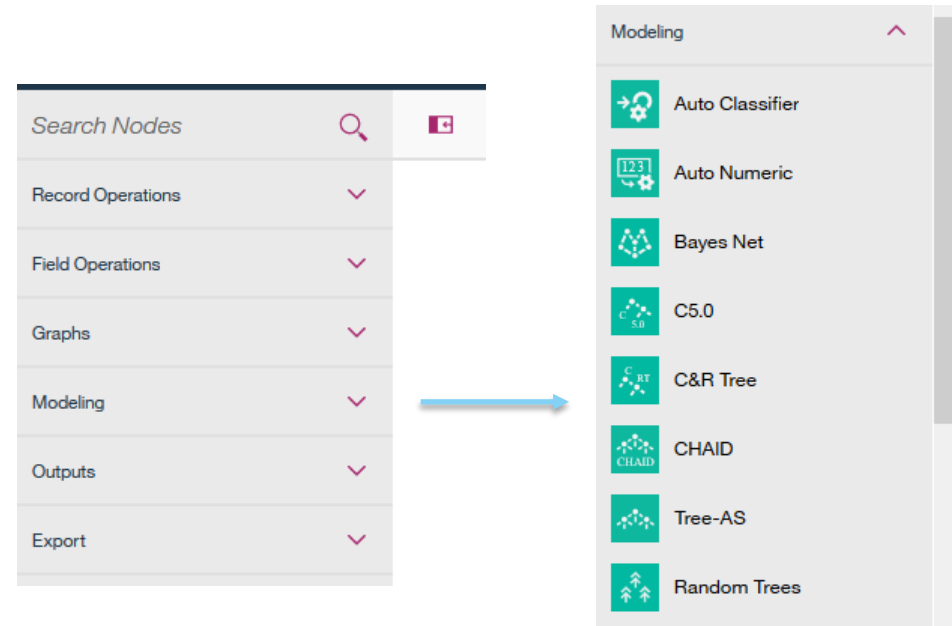 Search Nodes
Record Operations
Field Operations
Graphs
Modeling
Outputs
Export
Modeling
Auto Classifier
123
Auto Numeric
Bayes Net
C 5.0
C5.0
C RT
C&R Tree
CHAID
CHAID
Tree-AS
Random Trees